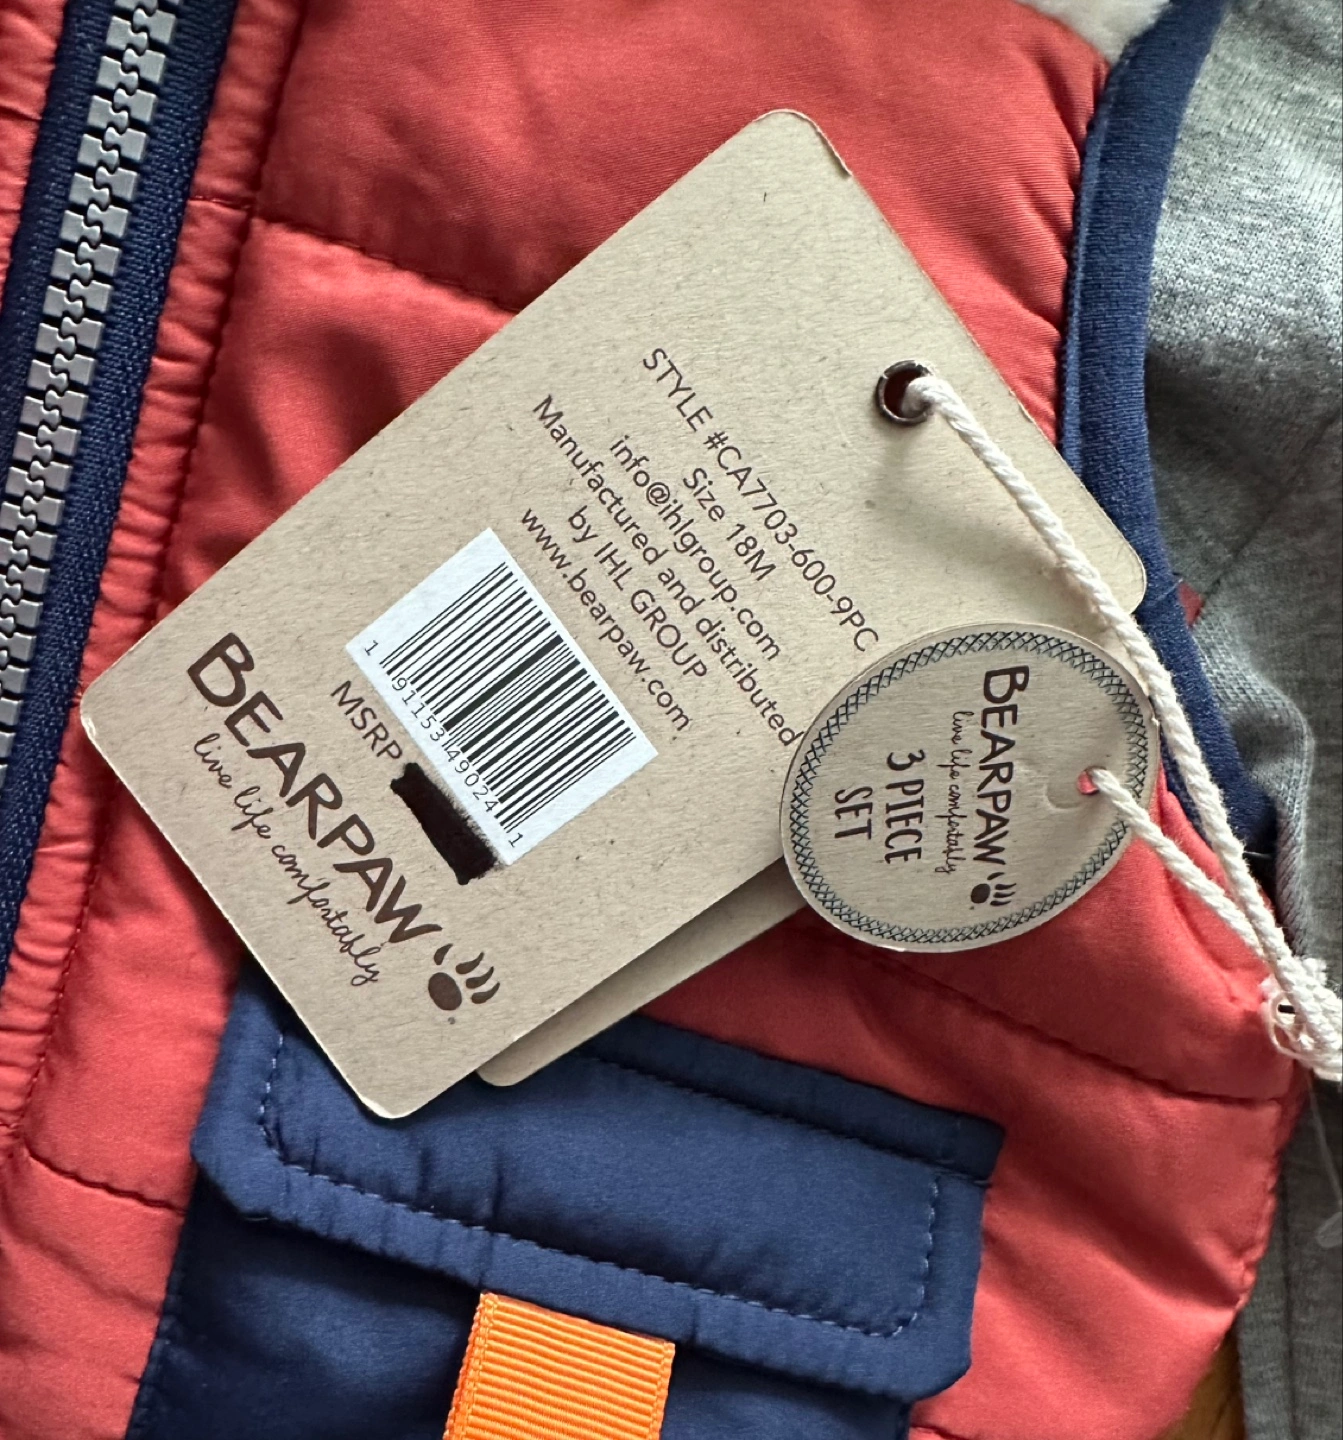 STYLE #CA7703-600-9PC
Size 18M
info@ihlgroup.com
Manufactured and distributed
by IHL GROUP
www.bearpaw.com
1 91153 49024 1
MSRP
BEARPAW
live life comfortably
BEARPAW
live life comfortably
3 PIECE
SET